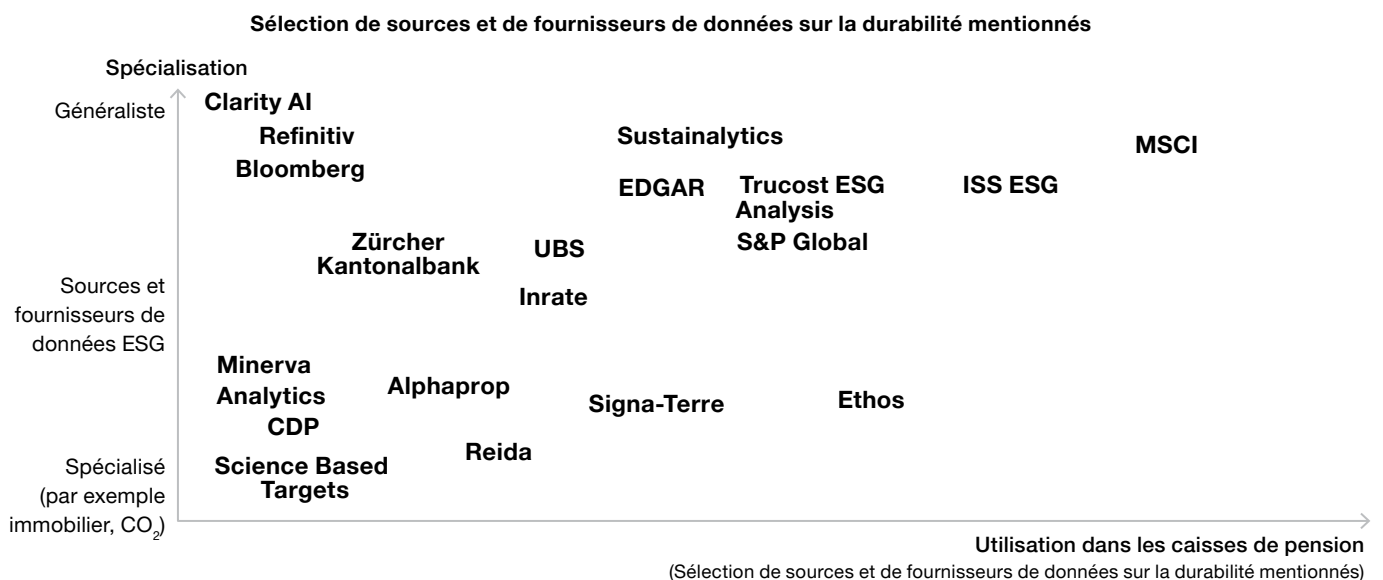 Sélection de sources et de fournisseurs de données sur la durabilité mentionnés
Spécialisation
Généraliste
Clarity AI
Refinitiv
Bloomberg
Sustainalytics
MSCI
EDGAR
Trucost ESG
Analysis
ISS ESG
S&P Global
Zürcher
Kantonalbank
UBS
Inrate
Sources et
fournisseurs de
données ESG
Minerva
Analytics
CDP
Alphaprop
Signa-Terre
Ethos
Reida
Science Based
Targets
Spécialisé
(par exemple
immobilier, CO₂)
Utilisation dans les caisses de pension
(Sélection de sources et de fournisseurs de données sur la durabilité mentionnés)